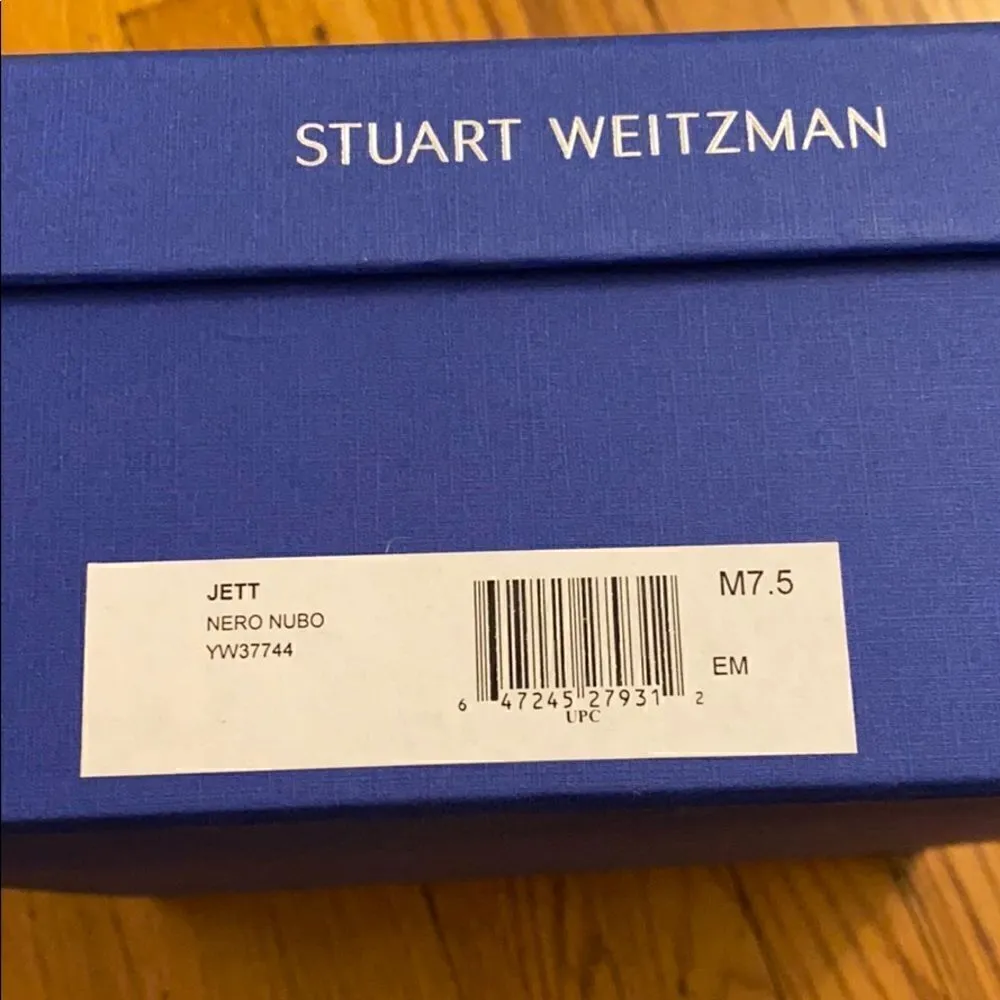 STUART WEITZMAN
JETT
NERO NUBO
YW37744
M7.5
EM
6 47245 27931 2
UPC